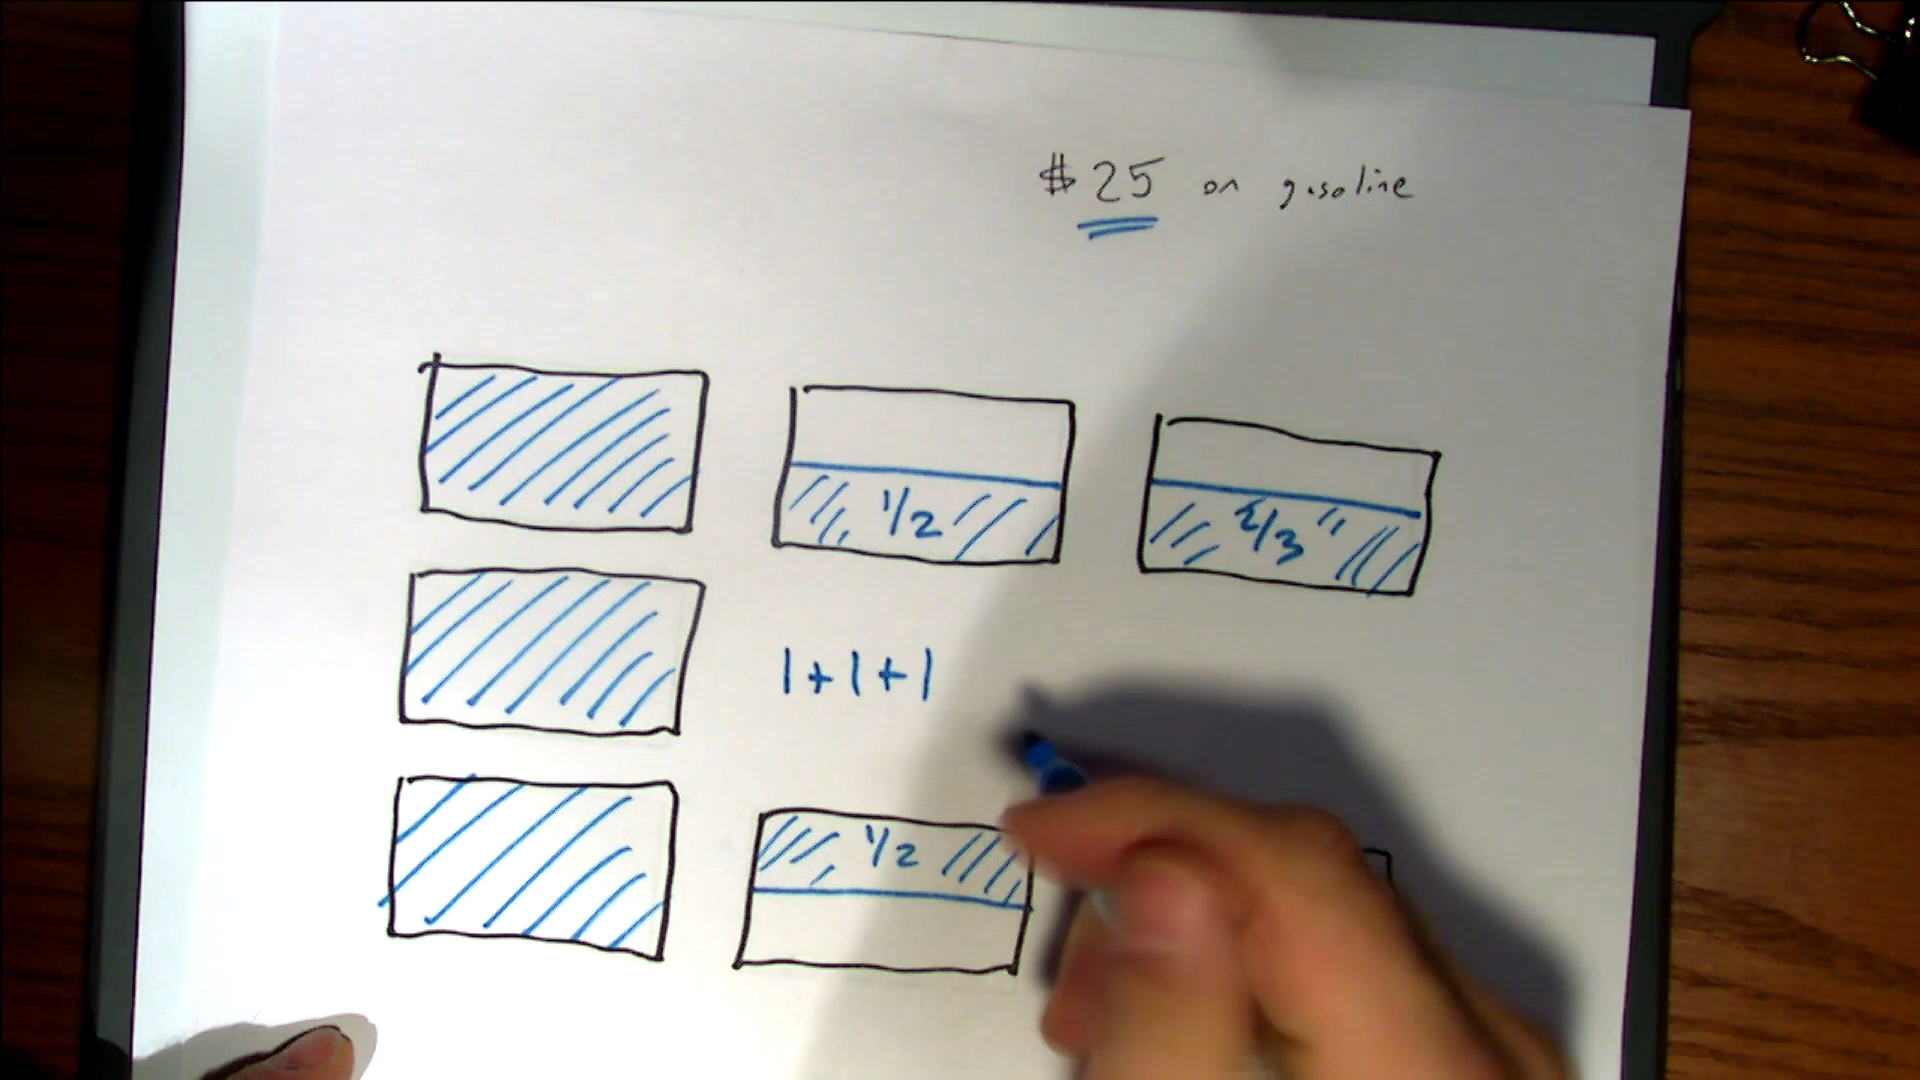 $25 on gasoline
1/2
2/3
1+1+1
1/2